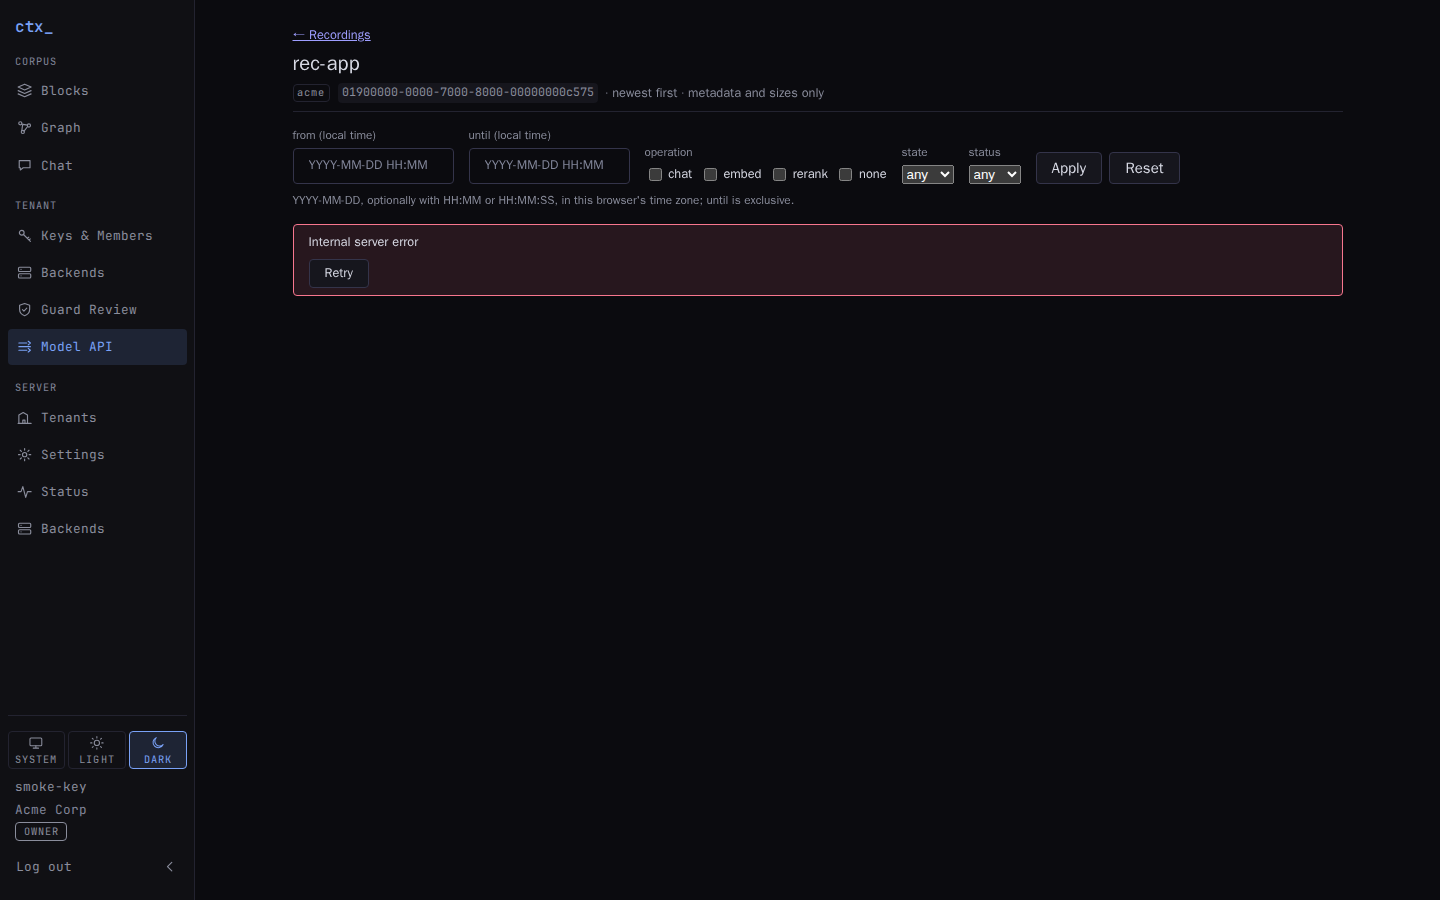 ctx_
CORPUS
Blocks
Graph
Chat
TENANT
Keys & Members
Backends
Guard Review
Model API
SERVER
Tenants
Settings
Status
Backends
SYSTEM LIGHT DARK
smoke-key
Acme Corp
OWNER
Log out
← Recordings
rec-app
acme 01900000-0000-7000-8000-00000000c575 · newest first · metadata and sizes only
from (local time) until (local time) operation state status
YYYY-MM-DD HH:MM YYYY-MM-DD HH:MM chat embed rerank none any any Apply Reset
YYYY-MM-DD, optionally with HH:MM or HH:MM:SS, in this browser's time zone; until is exclusive.
Internal server error
Retry